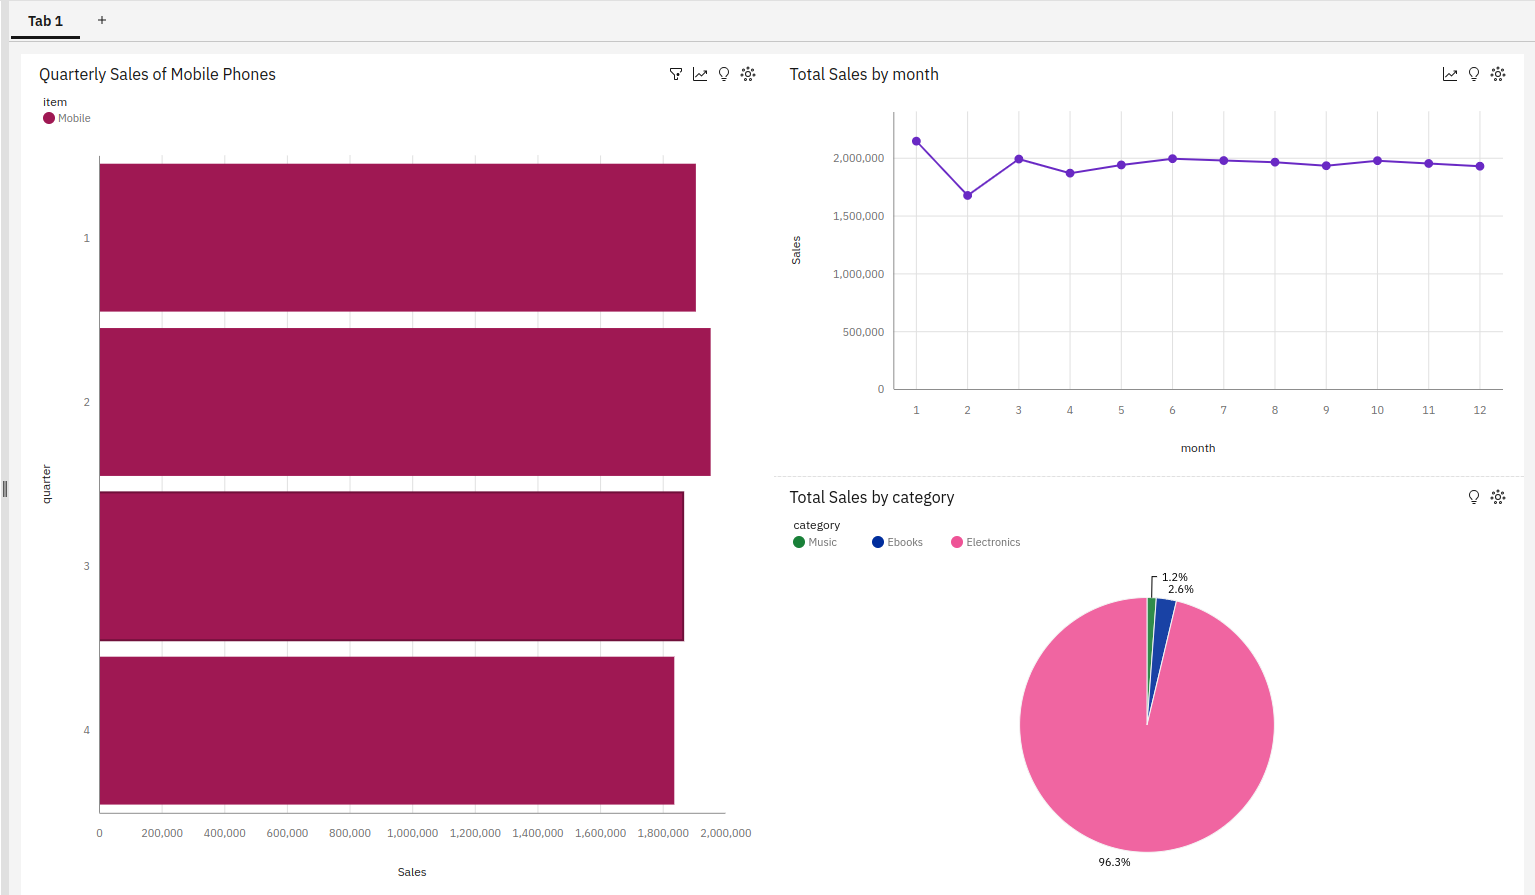 Tab 1 +
Quarterly Sales of Mobile Phones
item
Mobile
1
2
3
4
quarter
0 200,000 400,000 600,000 800,000 1,000,000 1,200,000 1,400,000 1,600,000 1,800,000 2,000,000
Sales
Total Sales by month
2,000,000
1,500,000
1,000,000
500,000
0
Sales
1 2 3 4 5 6 7 8 9 10 11 12
month
Total Sales by category
category
Music Ebooks Electronics
1.2%
2.6%
96.3%